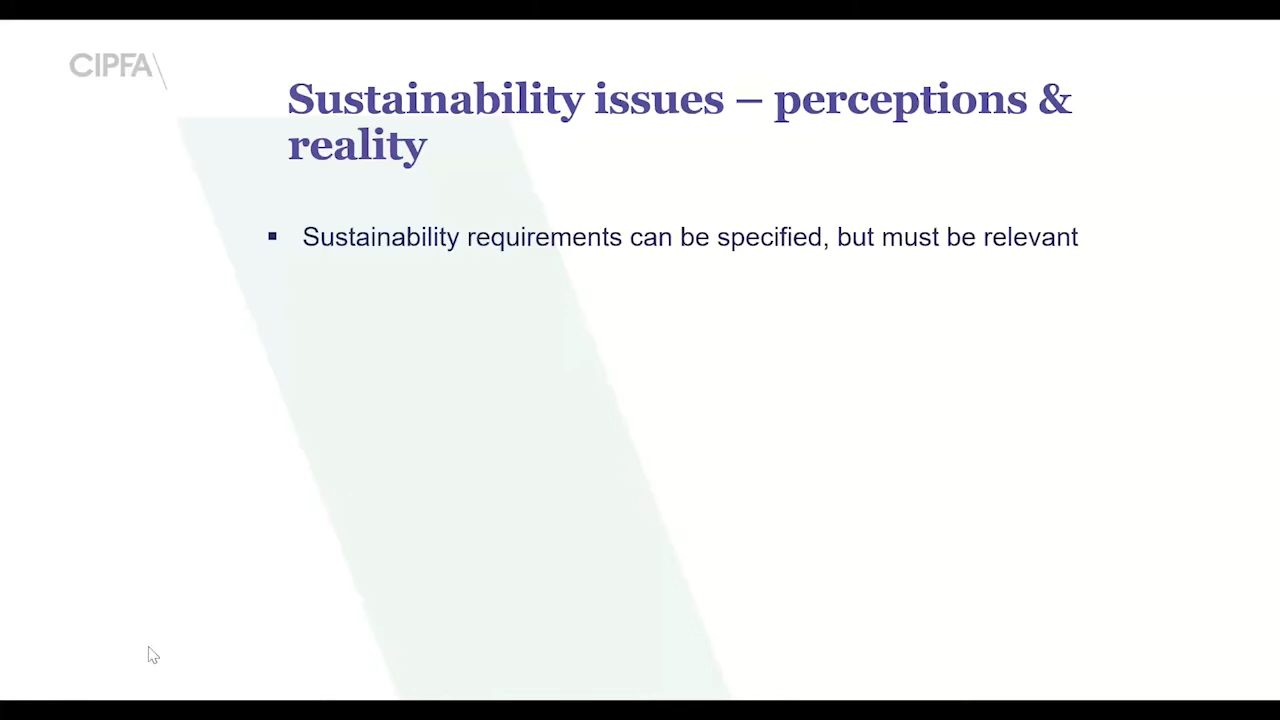 CIPFA
Sustainability issues – perceptions &
reality
▪ Sustainability requirements can be specified, but must be relevant